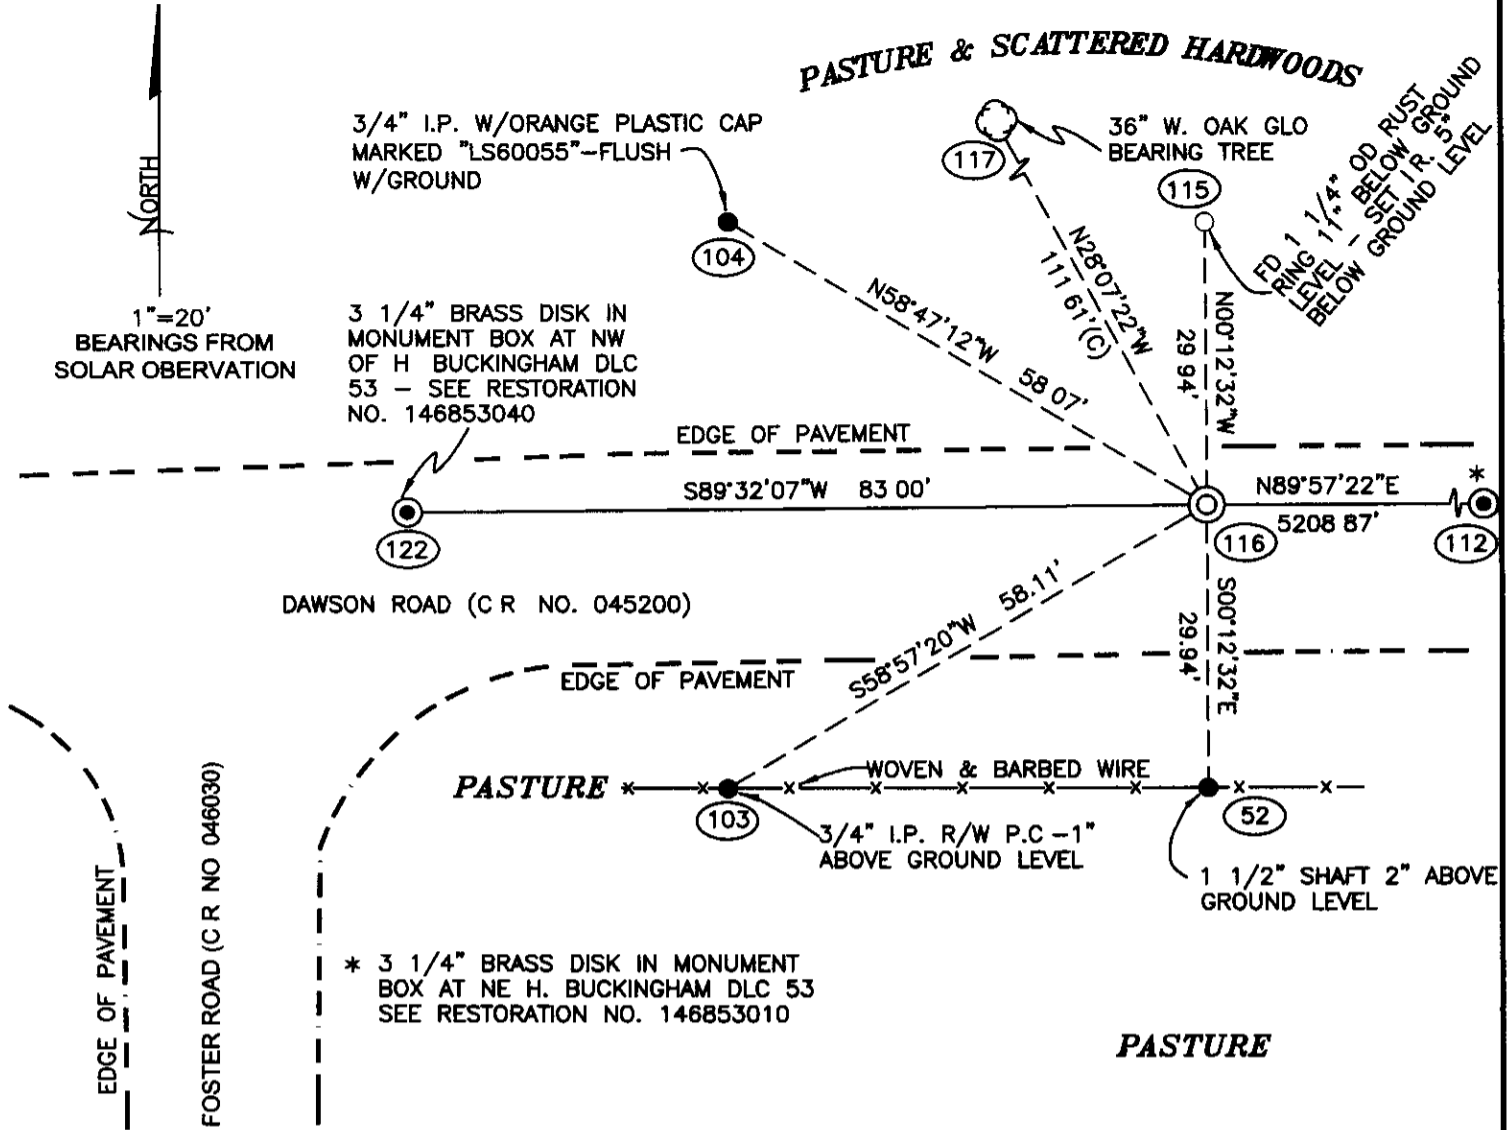 PASTURE & SCATTERED HARDWOODS
NORTH
1"=20'
BEARINGS FROM
SOLAR OBERVATION
3/4" I.P. W/ORANGE PLASTIC CAP
MARKED "LS60055"-FLUSH
W/GROUND
104
117
36" W. OAK GLO
BEARING TREE
115
FD 1 1/4" OD RUST
RING 11" BELOW GROUND
LEVEL - SET I R. 5"
BELOW GROUND LEVEL
3 1/4" BRASS DISK IN
MONUMENT BOX AT NW
OF H BUCKINGHAM DLC
53 - SEE RESTORATION
NO. 146853040
N58°47'12"W 58 07'
N28°07'22"W
111 61'(C)
N00°12'32"W
29 94'
EDGE OF PAVEMENT
S89°32'07"W 83 00'
N89°57'22"E
5208 87'
*
122
116
112
DAWSON ROAD (C R NO. 045200)
S58°57'20"W 58.11'
S00°12'32"E
29.94'
EDGE OF PAVEMENT
PASTURE
WOVEN & BARBED WIRE
103
52
3/4" I.P. R/W P.C -1"
ABOVE GROUND LEVEL
1 1/2" SHAFT 2" ABOVE
GROUND LEVEL
EDGE OF PAVEMENT
FOSTER ROAD (C R NO 046030)
* 3 1/4" BRASS DISK IN MONUMENT
BOX AT NE H. BUCKINGHAM DLC 53
SEE RESTORATION NO. 146853010
PASTURE